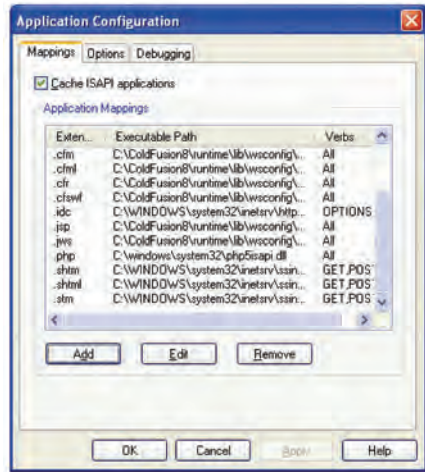 Application Configuration
Mappings Options Debugging
Cache ISAPI applications
Application Mappings
Exten... Executable Path Verbs
.cfm C:\ColdFusion8\runtime\lib\wsconfig\... All
.cfml C:\ColdFusion8\runtime\lib\wsconfig\... All
.cfr C:\ColdFusion8\runtime\lib\wsconfig\... All
.cfswf C:\ColdFusion8\runtime\lib\wsconfig\... All
.idc C:\WINDOWS\system32\inetsrv\http... OPTIONS
.jsp C:\ColdFusion8\runtime\lib\wsconfig\... All
.jws C:\ColdFusion8\runtime\lib\wsconfig\... All
.php C:\windows\system32\php5isapi.dll All
.shtm C:\WINDOWS\system32\inetsrv\ssin... GET,POS
.shtml C:\WINDOWS\system32\inetsrv\ssin... GET,POS
.stm C:\WINDOWS\system32\inetsrv\ssin... GET,POS
Add Edit Remove
OK Cancel Apply Help